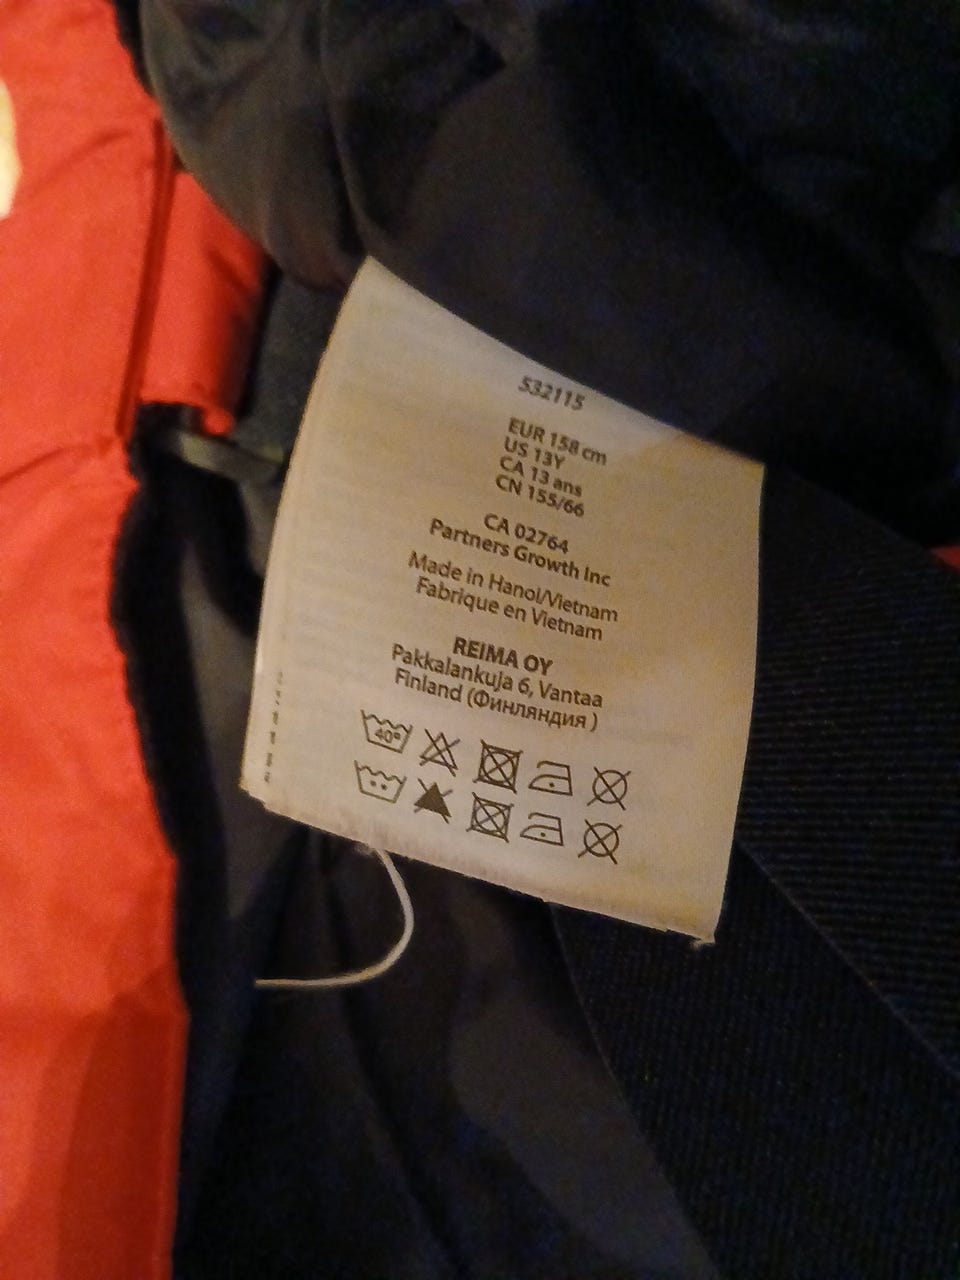 532115
EUR 158 cm
US 13Y
CA 13 ans
CN 155/66
CA 02764
Partners Growth Inc
Made in Hanoi/Vietnam
Fabrique en Vietnam
REIMA OY
Pakkalankuja 6, Vantaa
Finland (Финляндия )
40°